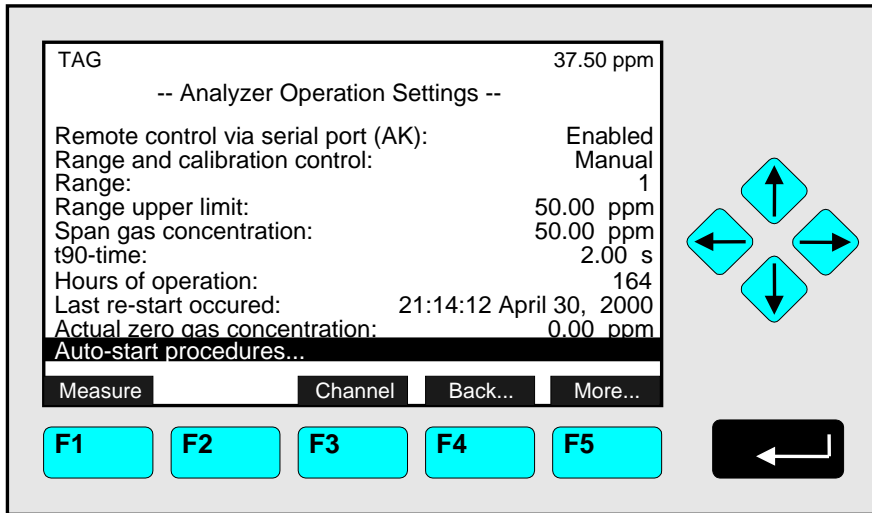 TAG 37.50 ppm
-- Analyzer Operation Settings --
Remote control via serial port (AK): Enabled
Range and calibration control: Manual
Range: 1
Range upper limit: 50.00 ppm
Span gas concentration: 50.00 ppm
t90-time: 2.00 s
Hours of operation: 164
Last re-start occured: 21:14:12 April 30, 2000
Actual zero gas concentration: 0.00 ppm
Auto-start procedures...
Measure Channel Back... More...
F1 F2 F3 F4 F5